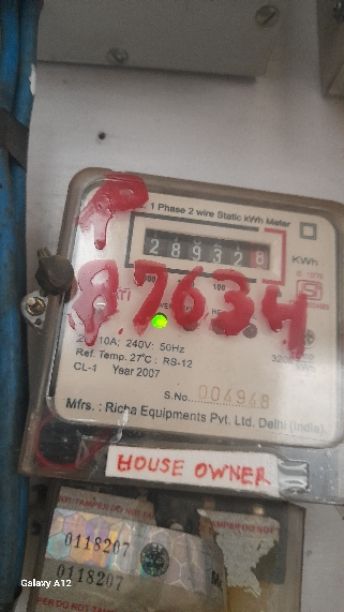 P
1 Phase 2 wire Static kWh Meter
289328
KWh
100
87634
10A; 240V- 50Hz
Ref. Temp. 27°C : RS-12
CL-1 Year 2007
S.No. 004948
Mfrs. : Richa Equipments Pvt. Ltd. Delhi (India).
HOUSE OWNER
0118207
0118207
Galaxy A12